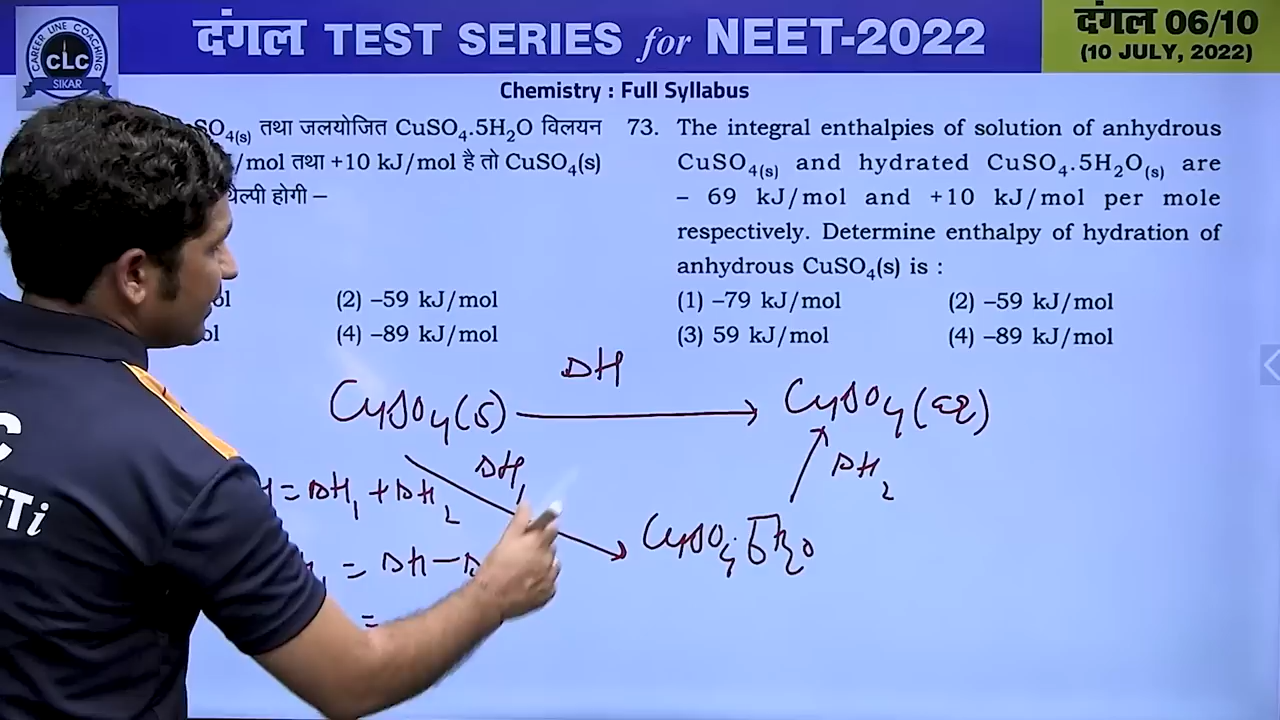 दंगल TEST SERIES for NEET-2022
दंगल 06/10
(10 JULY, 2022)
CAREER LINE COACHING
CLC
SIKAR
Chemistry : Full Syllabus
SO₄(s) तथा जलयोजित CuSO₄.5H₂O विलयन
/mol तथा +10 kJ/mol है तो CuSO₄(s)
होगी –
(2) –59 kJ/mol
(4) –89 kJ/mol
73. The integral enthalpies of solution of anhydrous
CuSO₄(s) and hydrated CuSO₄.5H₂O(s) are
– 69 kJ/mol and +10 kJ/mol per mole
respectively. Determine enthalpy of hydration of
anhydrous CuSO₄(s) is :
(1) –79 kJ/mol (2) –59 kJ/mol
(3) 59 kJ/mol (4) –89 kJ/mol
ΔH
CuSO₄(s) CuSO₄(aq)
ΔH₁
ΔH₂
= ΔH₁ + ΔH₂
CuSO₄.5H₂O
= ΔH –
=